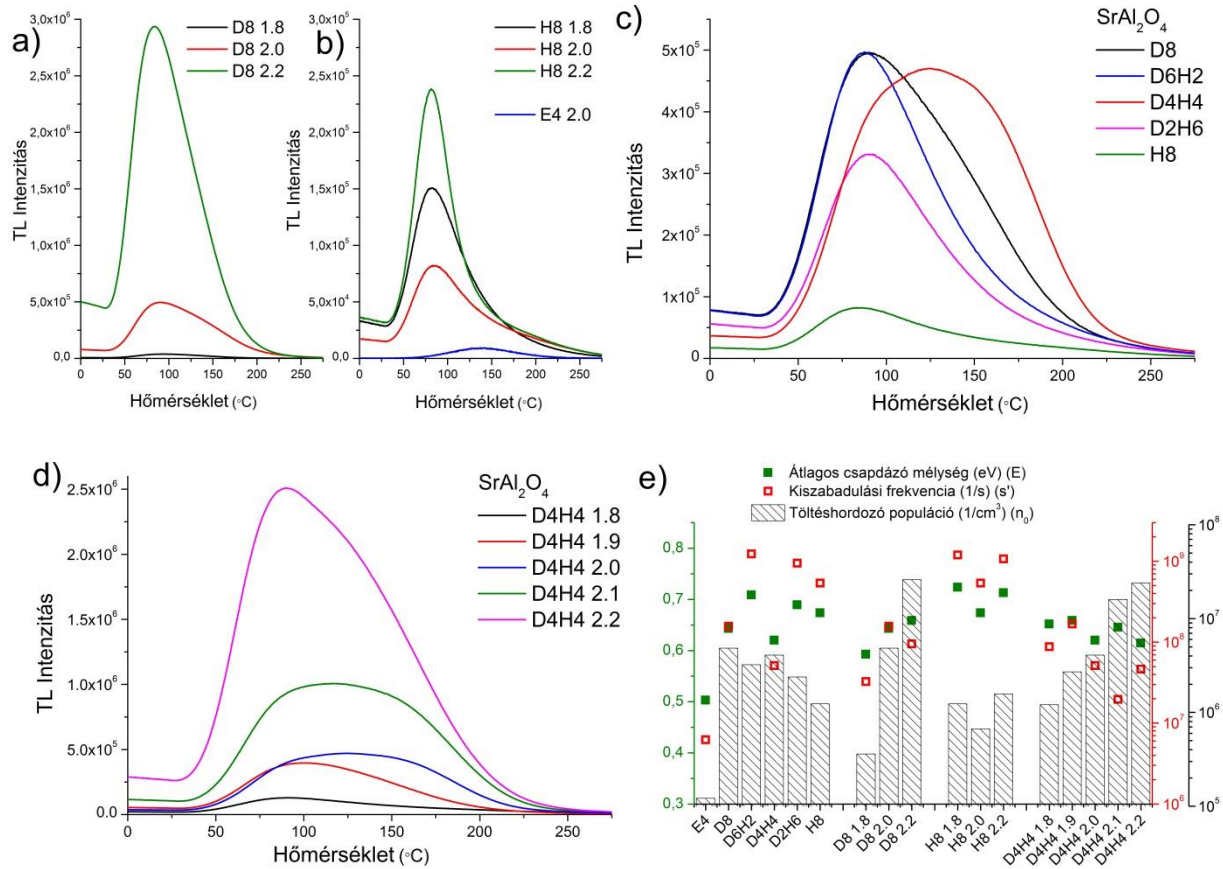 a)
D8 1.8
D8 2.0
D8 2.2
TL Intenzitás
3,0x10⁶
2,5x10⁶
2,0x10⁶
1,5x10⁶
1,0x10⁶
5,0x10⁵
0,0
0 50 100 150 200 250
Hőmérséklet (°C)
b)
H8 1.8
H8 2.0
H8 2.2
E4 2.0
TL Intenzitás
3,0x10⁵
2,5x10⁵
2,0x10⁵
1,5x10⁵
1,0x10⁵
5,0x10⁴
0,0
0 50 100 150 200 250
Hőmérséklet (°C)
c)
SrAl₂O₄
D8
D6H2
D4H4
D2H6
H8
TL Intenzitás
5x10⁵
4x10⁵
3x10⁵
2x10⁵
1x10⁵
0
0 50 100 150 200 250
Hőmérséklet (°C)
d)
SrAl₂O₄
D4H4 1.8
D4H4 1.9
D4H4 2.0
D4H4 2.1
D4H4 2.2
TL Intenzitás
2.5x10⁶
2.0x10⁶
1.5x10⁶
1.0x10⁶
5.0x10⁵
0.0
0 50 100 150 200 250
Hőmérséklet (°C)
e)
Átlagos csapdázó mélység (eV) (E)
Kiszabadulási frekvencia (1/s) (s')
Töltéshordozó populáció (1/cm³) (n₀)
0,8
0,7
0,6
0,5
0,4
0,3
10⁹
10⁸
10⁷
10⁶
10⁸
10⁷
10⁶
10⁵
E4
D8
D6H2
D4H4
D2H6
H8
D8 1.8
D8 2.0
D8 2.2
H8 1.8
H8 2.0
H8 2.2
D4H4 1.8
D4H4 1.9
D4H4 2.0
D4H4 2.1
D4H4 2.2